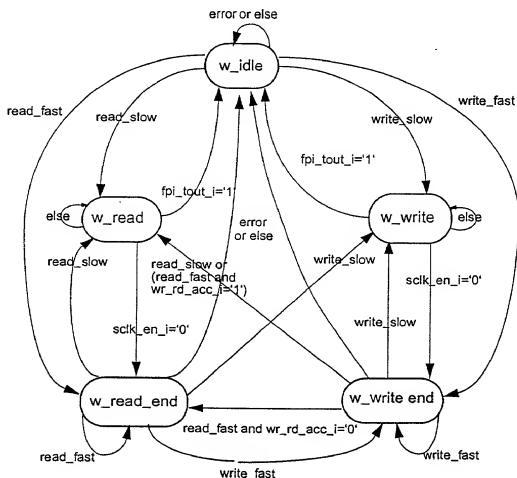 error or else
w_idle
read_fast
write_fast
read_slow
write_slow
fpi_tout_i='1'
fpi_tout_i='1'
else
w_read
w_write
else
error
or else
read_slow
read_slow or
(read_fast and
wr_rd_acc_i='1')
write_slow
sclk_en_i='0'
sclk_en_i='0'
write_slow
w_read_end
w_write end
read_fast and wr_rd_acc_i='0'
read_fast
write_fast
write_fast